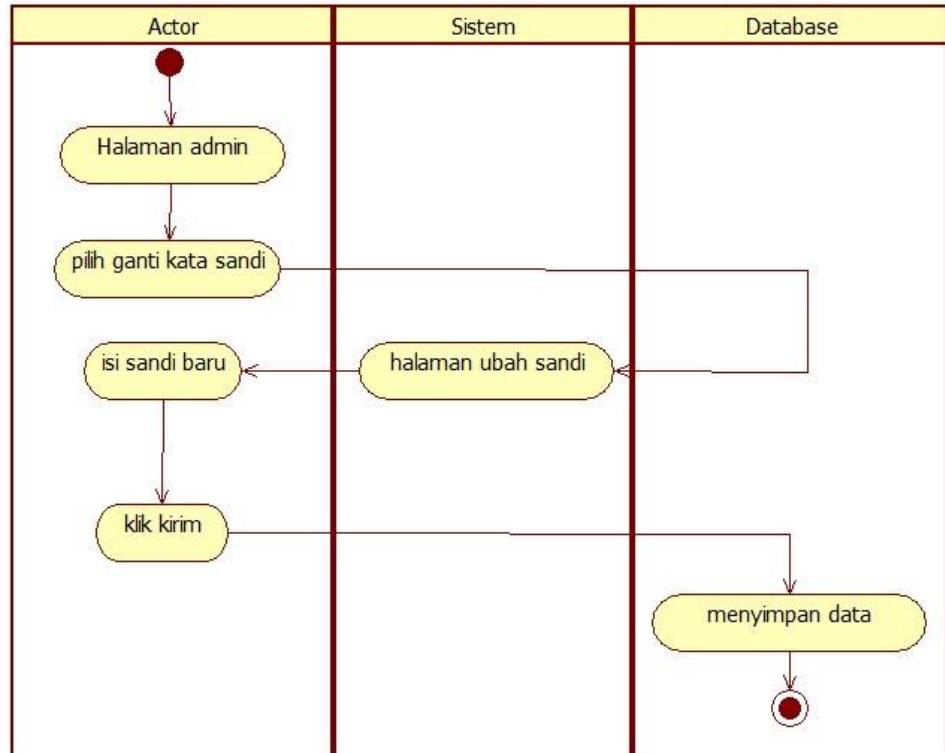 Actor
Sistem
Database
Halaman admin
pilih ganti kata sandi
isi sandi baru
halaman ubah sandi
klik kirim
menyimpan data